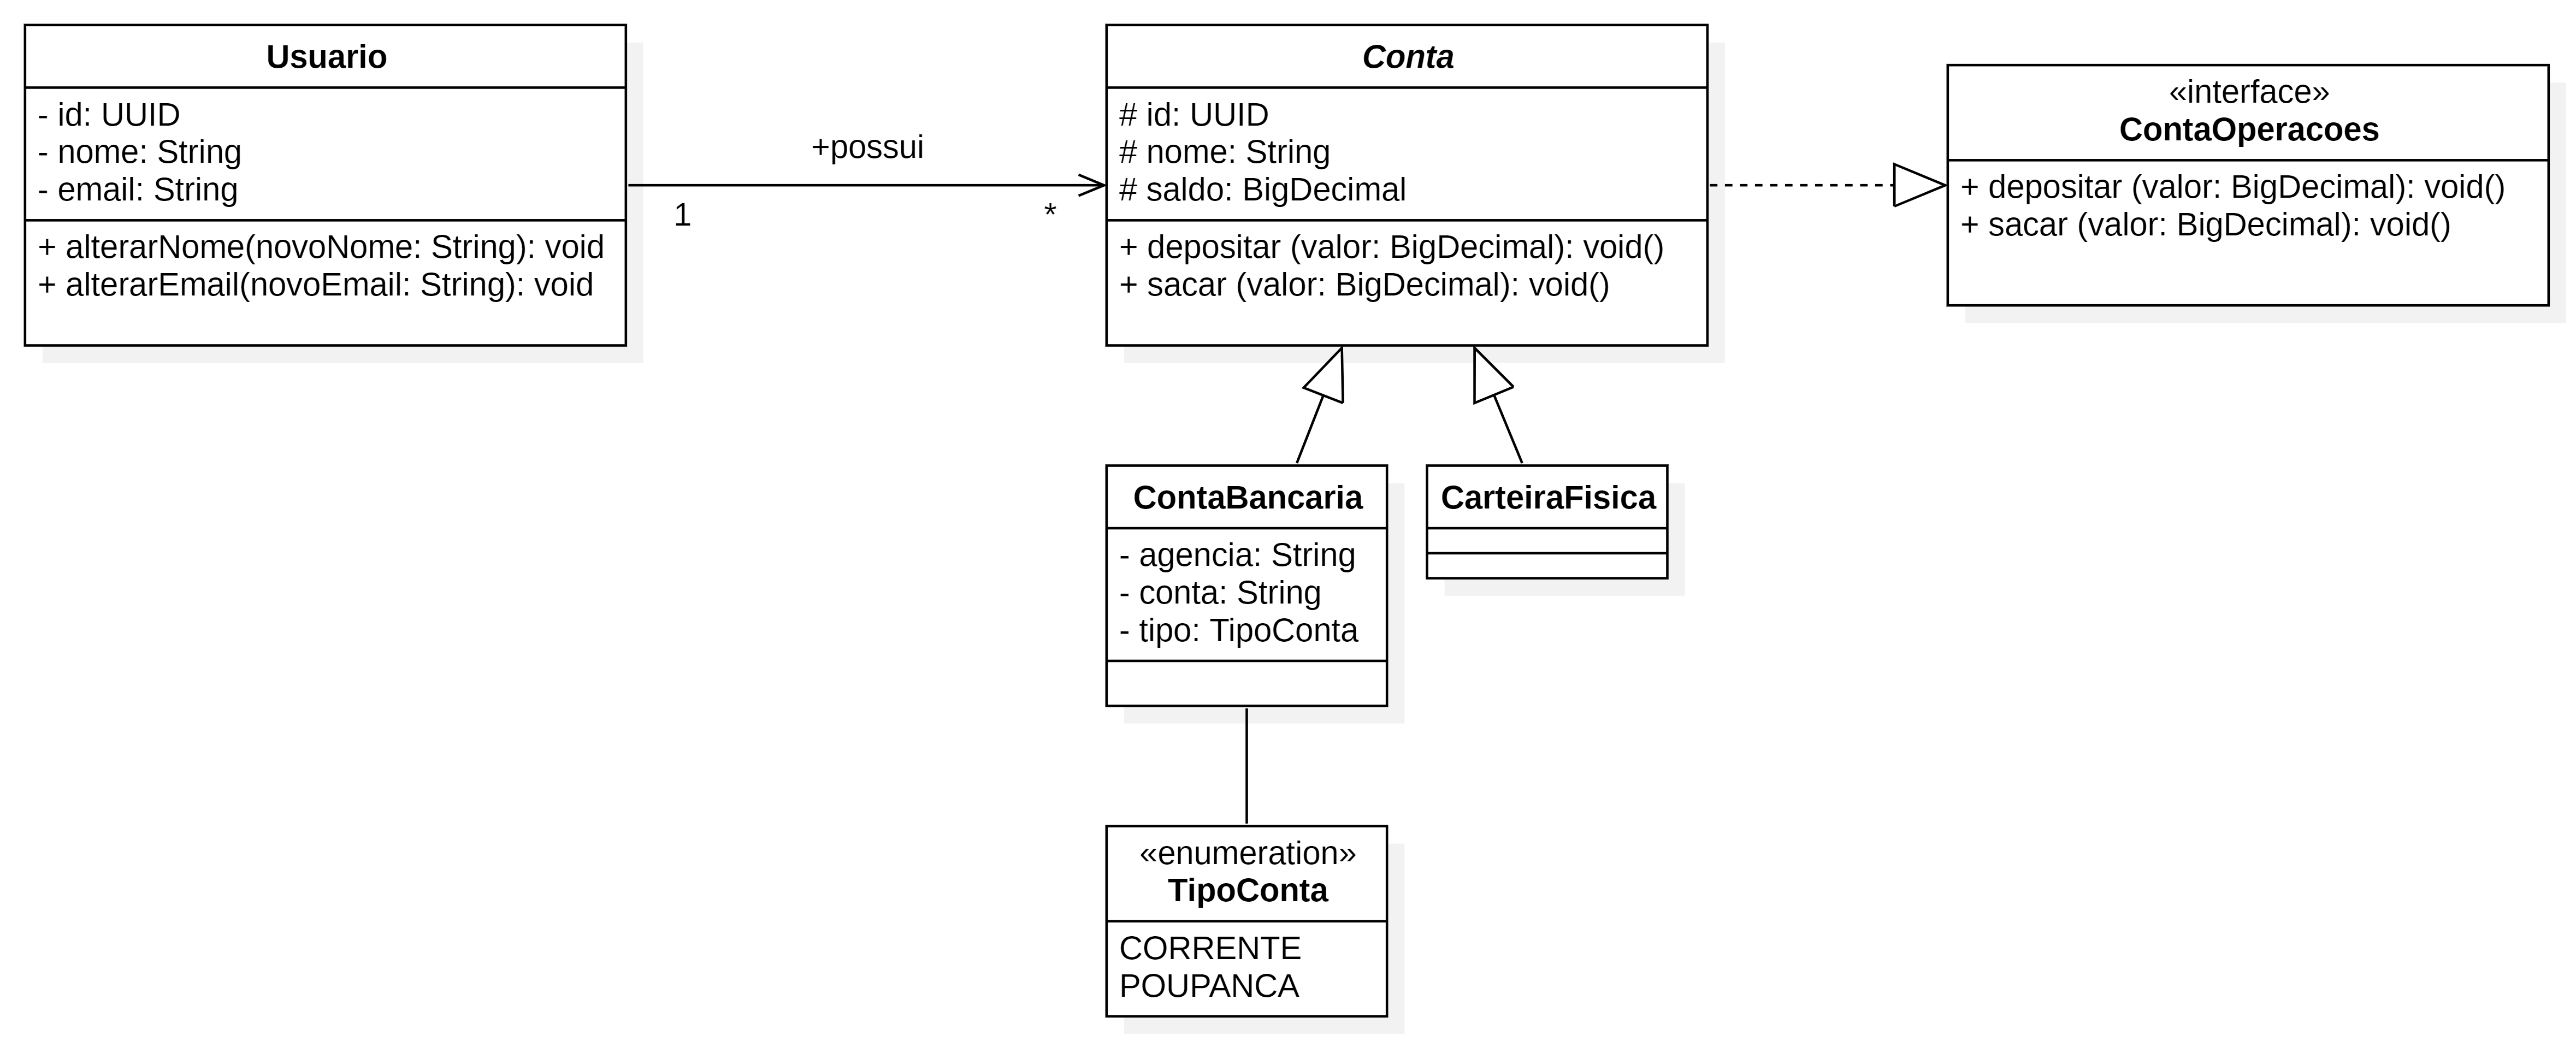 Usuario
- id: UUID
- nome: String
- email: String
+ alterarNome(novoNome: String): void
+ alterarEmail(novoEmail: String): void
+possui
1
*
Conta
# id: UUID
# nome: String
# saldo: BigDecimal
+ depositar (valor: BigDecimal): void()
+ sacar (valor: BigDecimal): void()
«interface»
ContaOperacoes
+ depositar (valor: BigDecimal): void()
+ sacar (valor: BigDecimal): void()
ContaBancaria
- agencia: String
- conta: String
- tipo: TipoConta
CarteiraFisica
«enumeration»
TipoConta
CORRENTE
POUPANCA